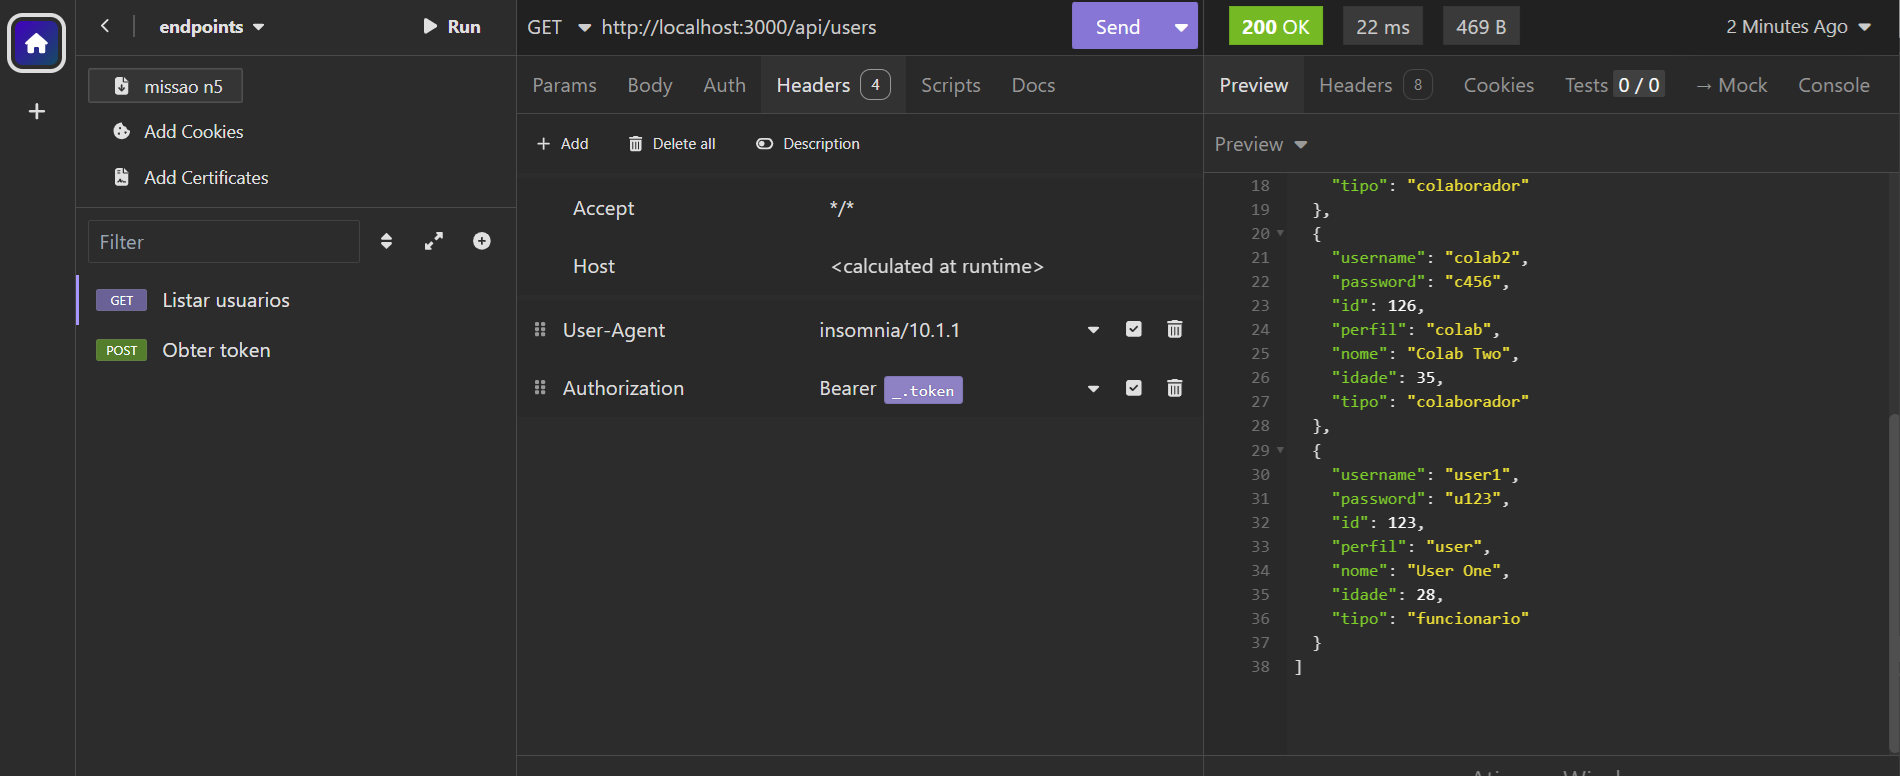 endpoints
Run
missao n5
Add Cookies
Add Certificates
Filter
GET Listar usuarios
POST Obter token
GET http://localhost:3000/api/users
Send
Params Body Auth Headers 4 Scripts Docs
Add Delete all Description
Accept */*
Host <calculated at runtime>
User-Agent insomnia/10.1.1
Authorization Bearer _.token
200 OK 22 ms 469 B 2 Minutes Ago
Preview Headers 8 Cookies Tests 0 / 0 → Mock Console
Preview
18 "tipo": "colaborador"
19 },
20 {
21 "username": "colab2",
22 "password": "c456",
23 "id": 126,
24 "perfil": "colab",
25 "nome": "Colab Two",
26 "idade": 35,
27 "tipo": "colaborador"
28 },
29 {
30 "username": "user1",
31 "password": "u123",
32 "id": 123,
33 "perfil": "user",
34 "nome": "User One",
35 "idade": 28,
36 "tipo": "funcionario"
37 }
38 ]